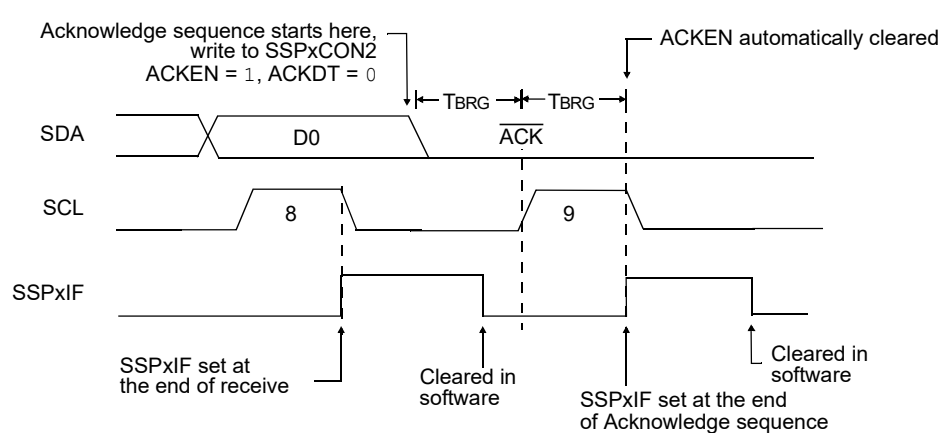 Acknowledge sequence starts here,
write to SSPxCON2
ACKEN = 1, ACKDT = 0
ACKEN automatically cleared
TBRG
TBRG
SDA
D0
ACK
SCL
8
9
SSPxIF
SSPxIF set at
the end of receive
Cleared in
software
SSPxIF set at the end
of Acknowledge sequence
Cleared in
software